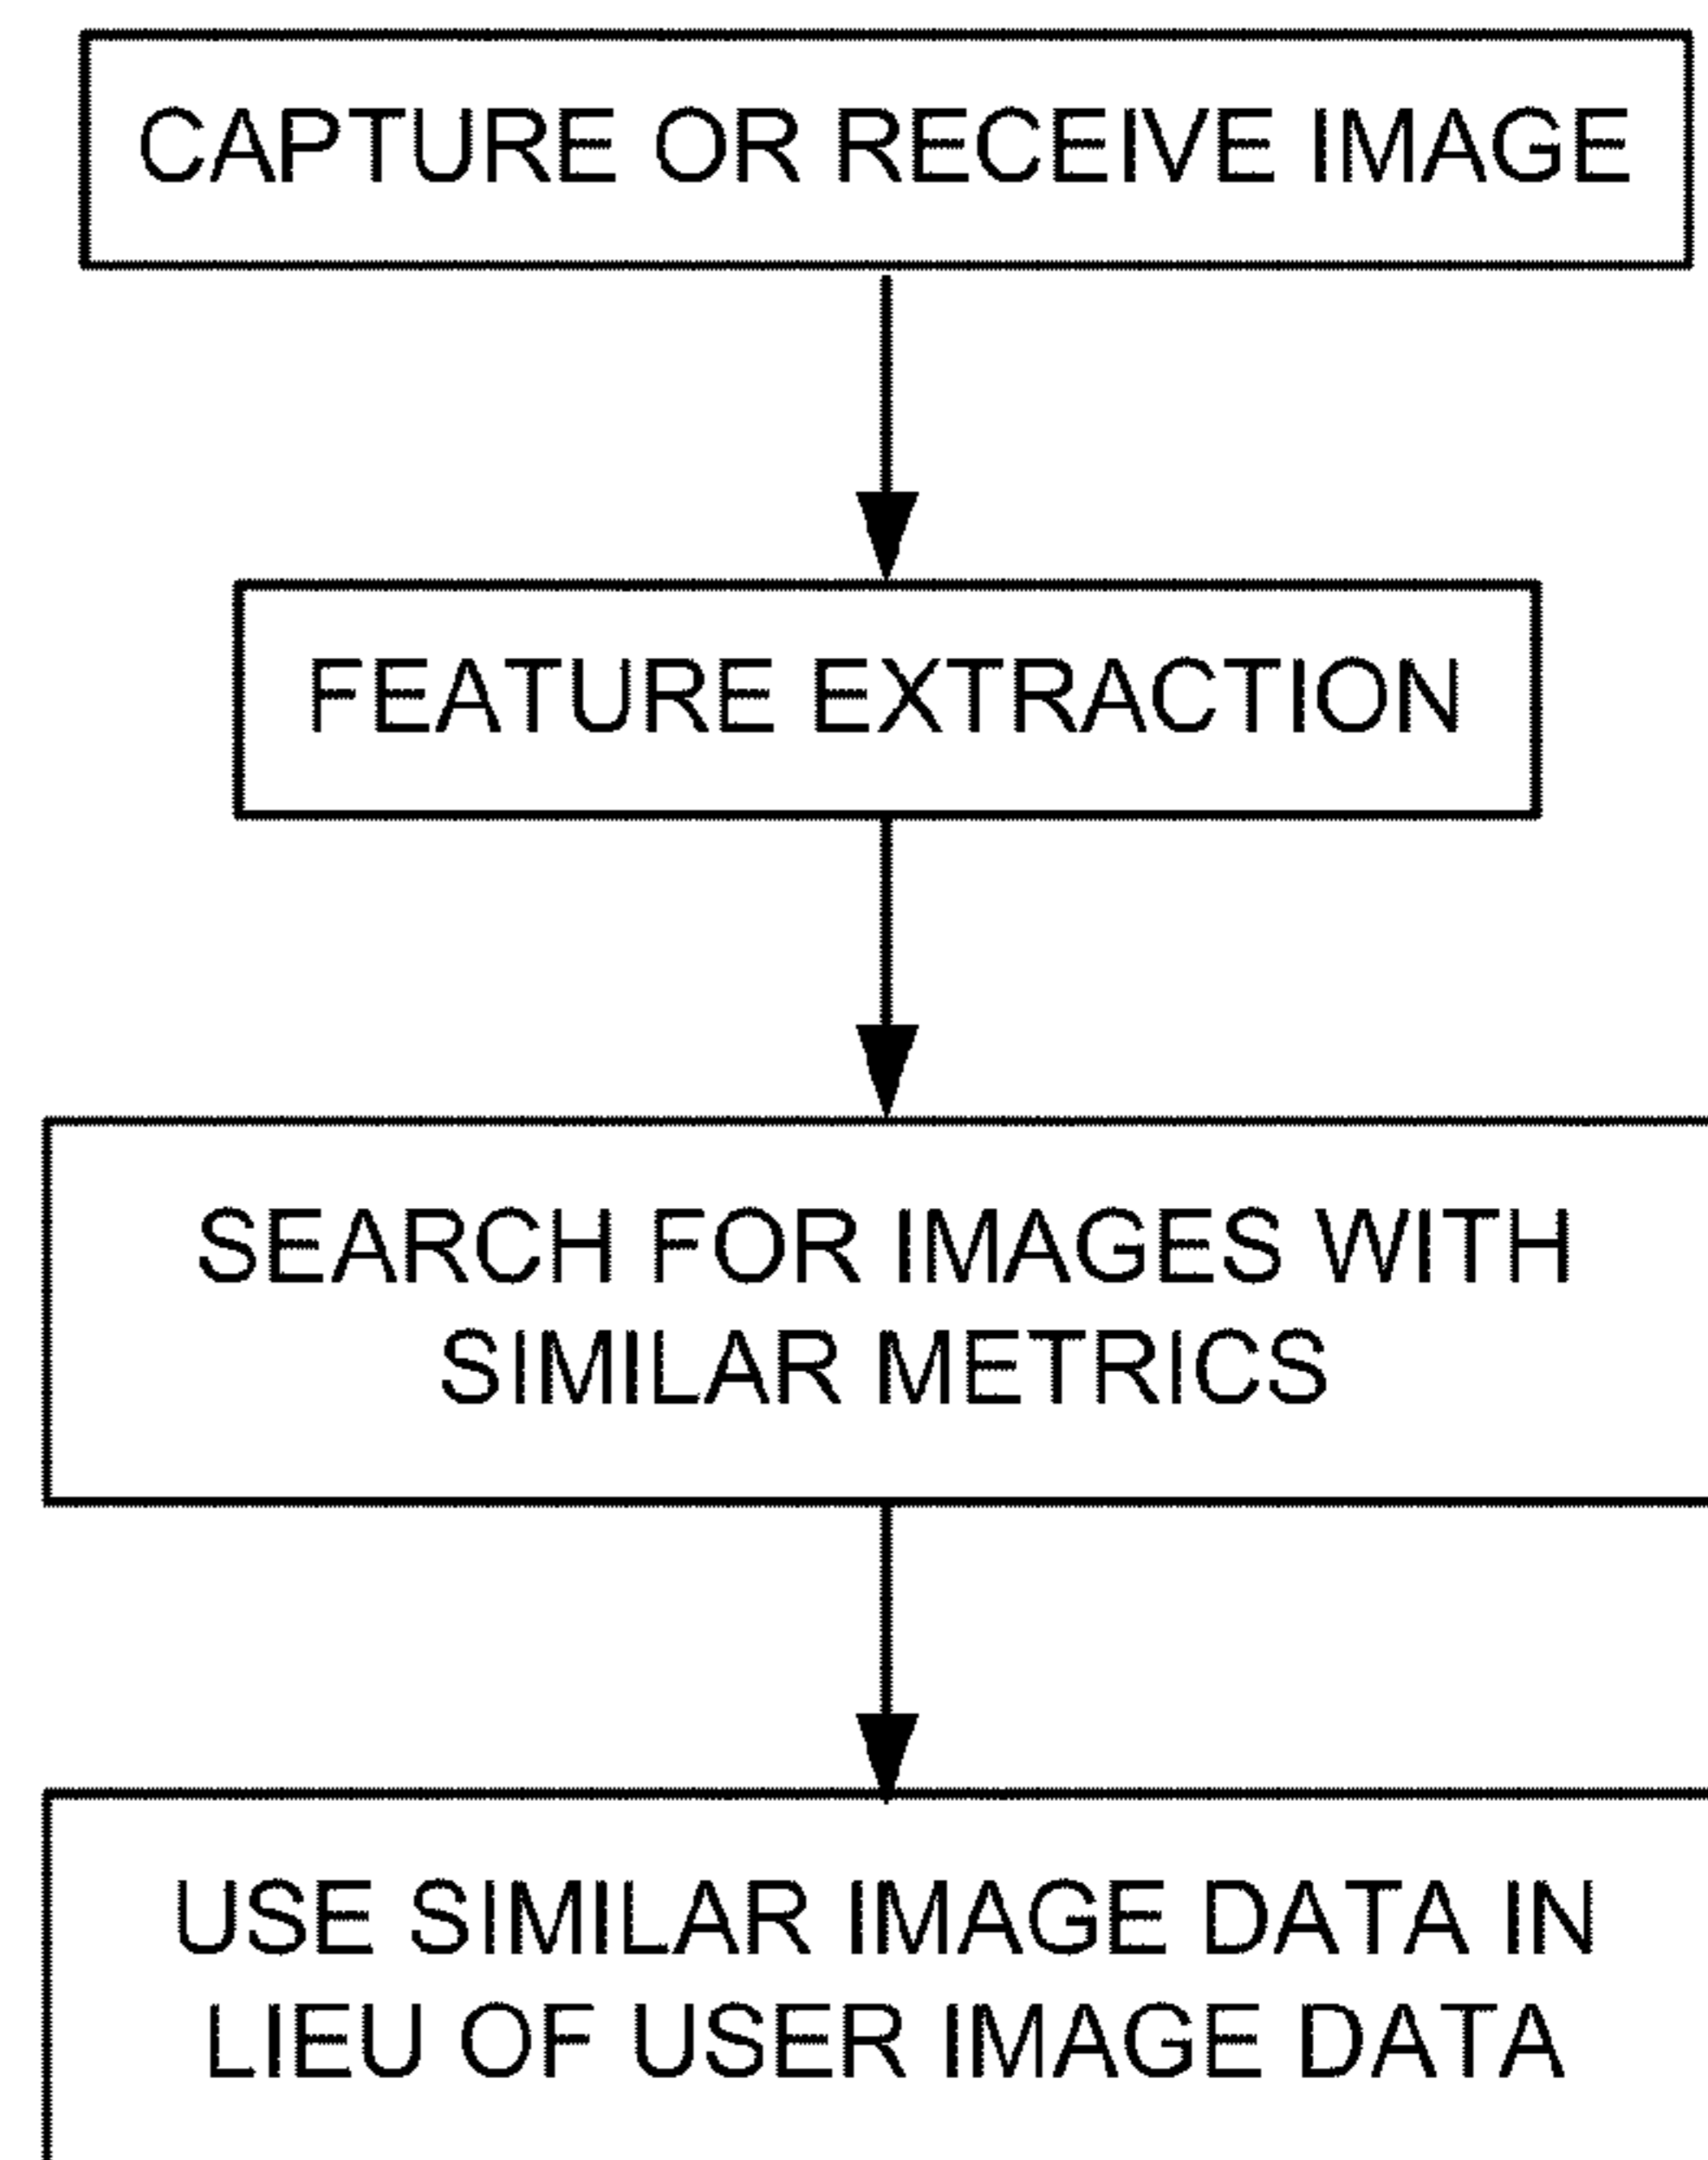 CAPTURE OR RECEIVE IMAGE
FEATURE EXTRACTION
SEARCH FOR IMAGES WITH
SIMILAR METRICS
USE SIMILAR IMAGE DATA IN
LIEU OF USER IMAGE DATA